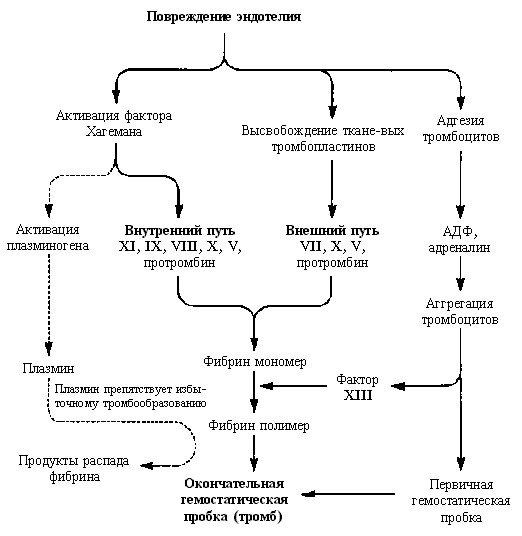 Повреждение эндотелия
Активация фактора
Хагемана
Высвобождение ткане-вых
тромбопластинов
Адгезия
тромбоцитов
Активация
плазминогена
Внутренний путь
XI, IX, VIII, X, V,
протромбин
Внешний путь
VII, X, V,
протромбин
АДФ,
адреналин
Аггрегация
тромбоцитов
Фибрин мономер
Плазмин
Фактор
XIII
Плазмин препятствует избы-
точному тромбообразованию
Фибрин полимер
Продукты распада
фибрина
Окончательная
гемостатическая
пробка (тромб)
Первичная
гемостатическая
пробка